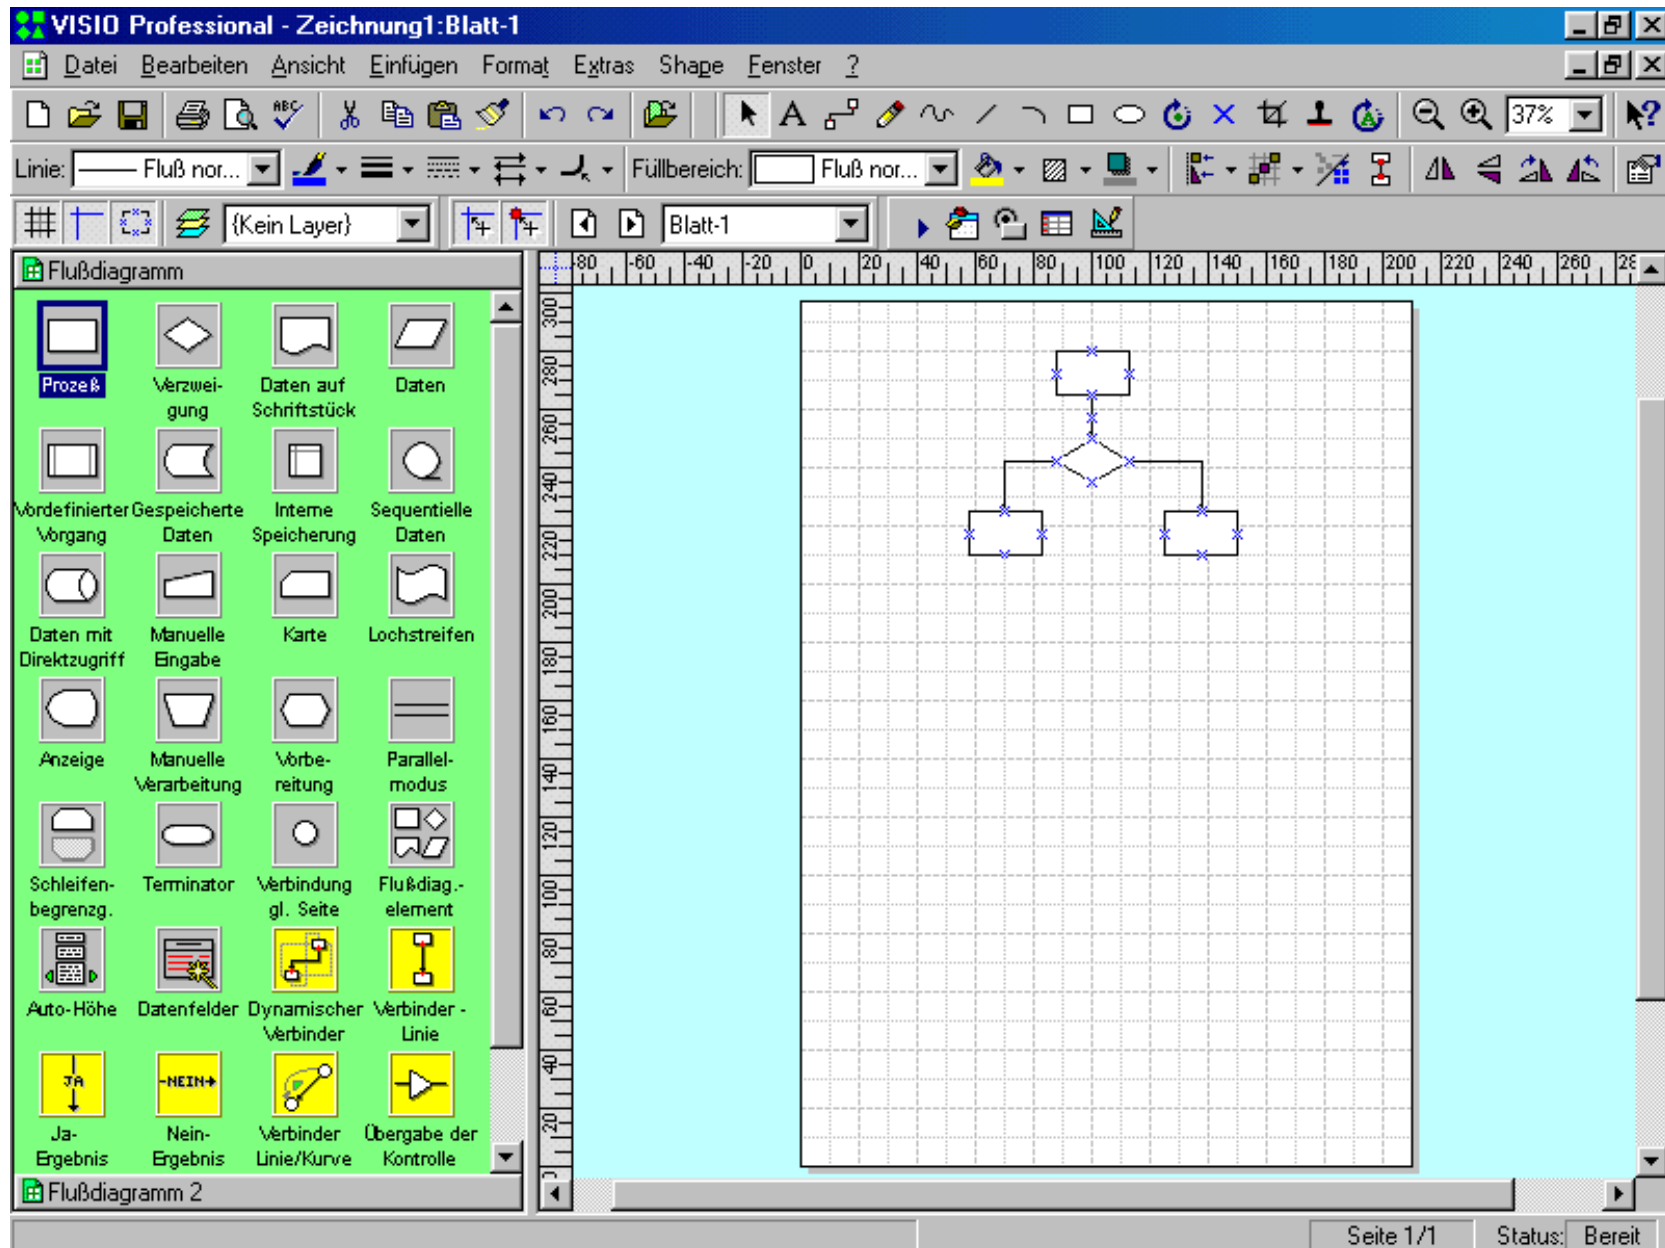 VISIO Professional - Zeichnung1:Blatt-1
Datei Bearbeiten Ansicht Einfügen Format Extras Shape Fenster ?
ABC A A 37% ?
Linie: Fluß nor... Füllbereich: Fluß nor...
{Kein Layer} Blatt-1
Flußdiagramm
-80 -60 -40 -20 0 20 40 60 80 100 120 140 160 180 200 220 240 260 28
300 280 260 240 220 200 180 160 140 120 100 80 60 40 20 0
Prozeß
Verzwei-
gung
Daten auf
Schriftstück
Daten
Vordefinierter
Vorgang
Gespeicherte
Daten
Interne
Speicherung
Sequentielle
Daten
Daten mit
Direktzugriff
Manuelle
Eingabe
Karte
Lochstreifen
Anzeige
Manuelle
Verarbeitung
Vorbe-
reitung
Parallel-
modus
Schleifen-
begrenzg.
Terminator
Verbindung
gl. Seite
Flußdiag.-
element
Auto-Höhe
Datenfelder
Dynamischer
Verbinder
Verbinder -
Linie
JA
Ja-
Ergebnis
-NEIN
Nein-
Ergebnis
Verbinder
Linie/Kurve
Übergabe der
Kontrolle
Flußdiagramm 2
Seite 1/1 Status: Bereit